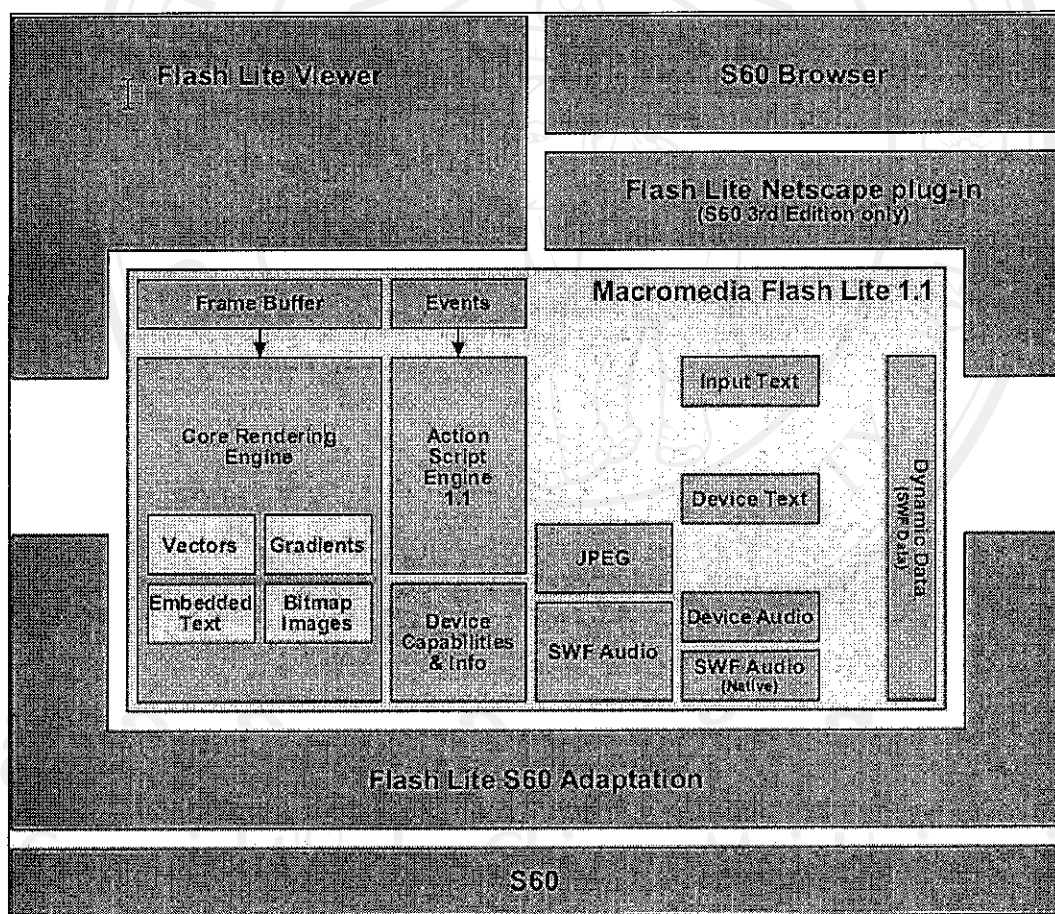 Flash Lite Viewer
S60 Browser
Flash Lite Netscape plug-in
(S60 3rd Edition only)
Macromedia Flash Lite 1.1
Frame Buffer
Events
Core Rendering
Engine
Vectors
Gradients
Embedded
Text
Bitmap
Images
Action
Script
Engine
1.1
Device
Capabilities
& Info
JPEG
SWF Audio
Input Text
Device Text
Device Audio
SWF Audio
(Native)
Dynamic Data
(SWF Data)
Flash Lite S60 Adaptation
S60